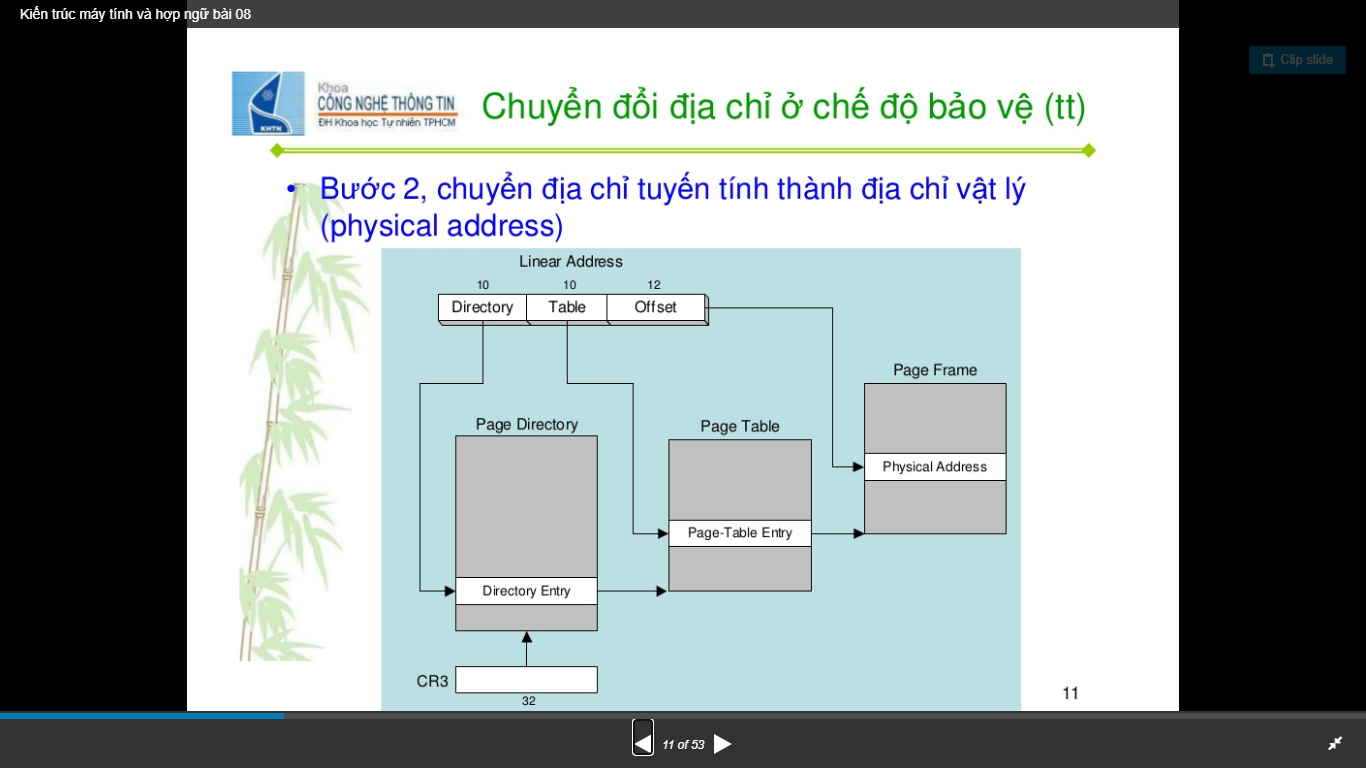 Kiến trúc máy tính và hợp ngữ bài 08
Clip slide
KHTN
Khoa
CÔNG NGHỆ THÔNG TIN
ĐH Khoa học Tự nhiên TPHCM
Chuyển đổi địa chỉ ở chế độ bảo vệ (tt)
• Bước 2, chuyển địa chỉ tuyến tính thành địa chỉ vật lý
(physical address)
Linear Address
10 10 12
Directory Table Offset
Page Frame
Page Directory
Page Table
Physical Address
Page-Table Entry
Directory Entry
CR3
32
11
11 of 53